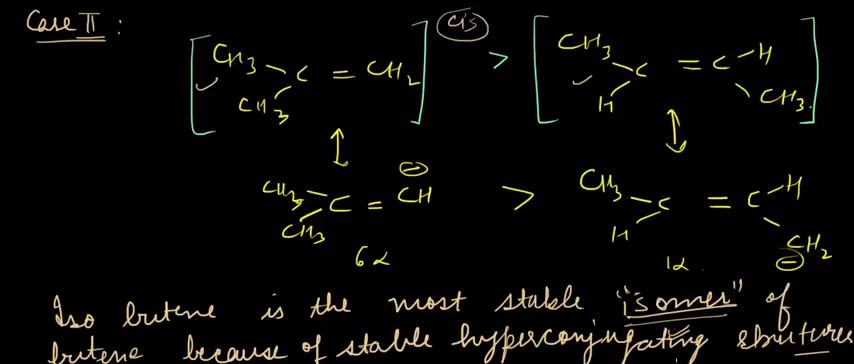 Case II :
cis
CH3 C = CH2 > CH3 C = C H
CH3 H CH3
CH3 C = CH ⊖ > CH3 C = C H
CH3 H CH2 ⊖
6α 1α
Iso butene is the most stable "isomer" of
butene because of stable hyperconjugating structures